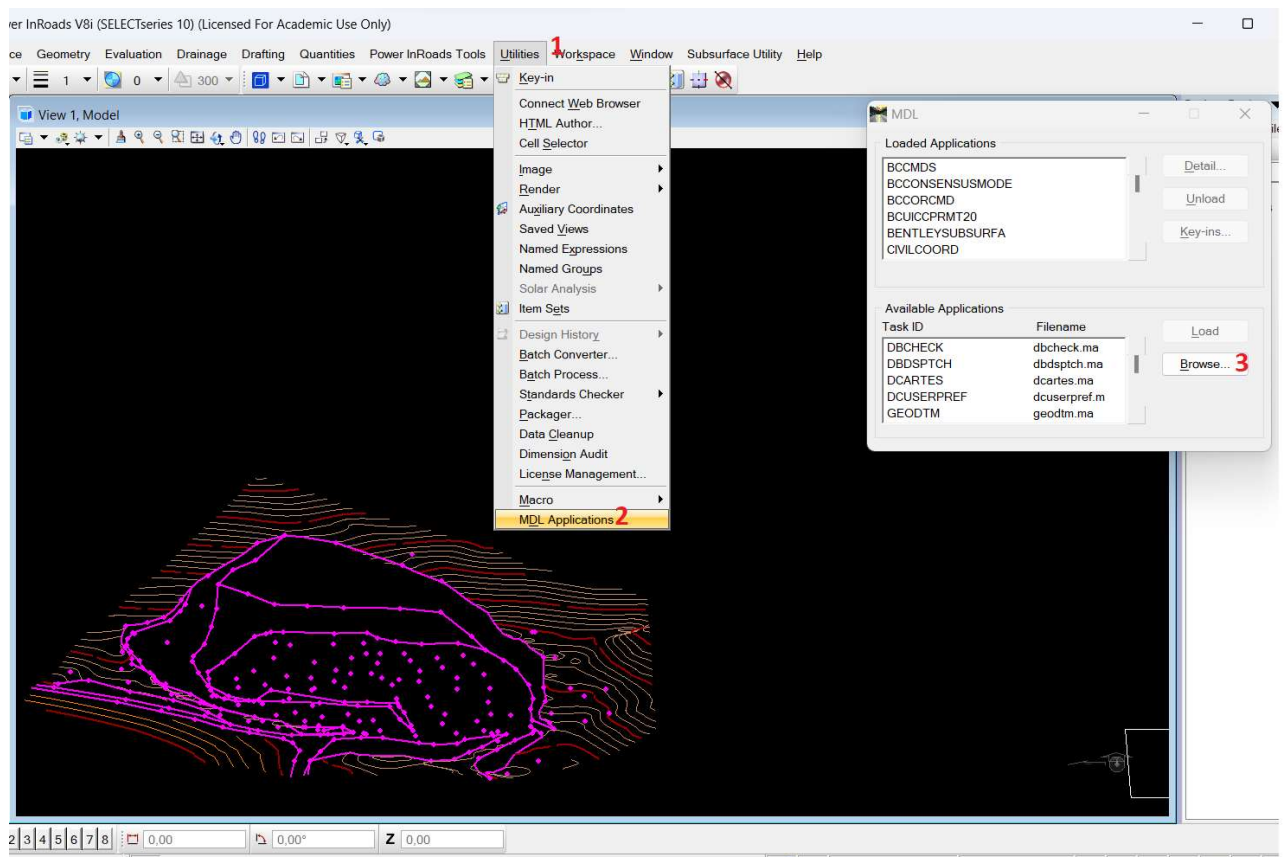 er InRoads V8i (SELECTseries 10) (Licensed For Academic Use Only)
ce Geometry Evaluation Drainage Drafting Quantities Power InRoads Tools Utilities 1 Workspace Window Subsurface Utility Help
1 0 300
View 1, Model
Key-in
Connect Web Browser
HTML Author...
Cell Selector
Image
Render
Auxiliary Coordinates
Saved Views
Named Expressions
Named Groups
Solar Analysis
Item Sets
Design History
Batch Converter...
Batch Process...
Standards Checker
Packager...
Data Cleanup
Dimension Audit
License Management...
Macro
MDL Applications 2
MDL
Loaded Applications
BCCMDS
BCCONSENSUSMODE
BCCORCMD
BCUICCPRMT20
BENTLEYSUBSURFA
CIVILCOORD
Detail...
Unload
Key-ins...
Available Applications
Task ID Filename
DBCHECK dbcheck.ma
DBDSPTCH dbdsptch.ma
DCARTES dcartes.ma
DCUSERPREF dcuserpref.m
GEODTM geodtm.ma
Load
Browse... 3
2 3 4 5 6 7 8 0,00 0,00° Z 0,00